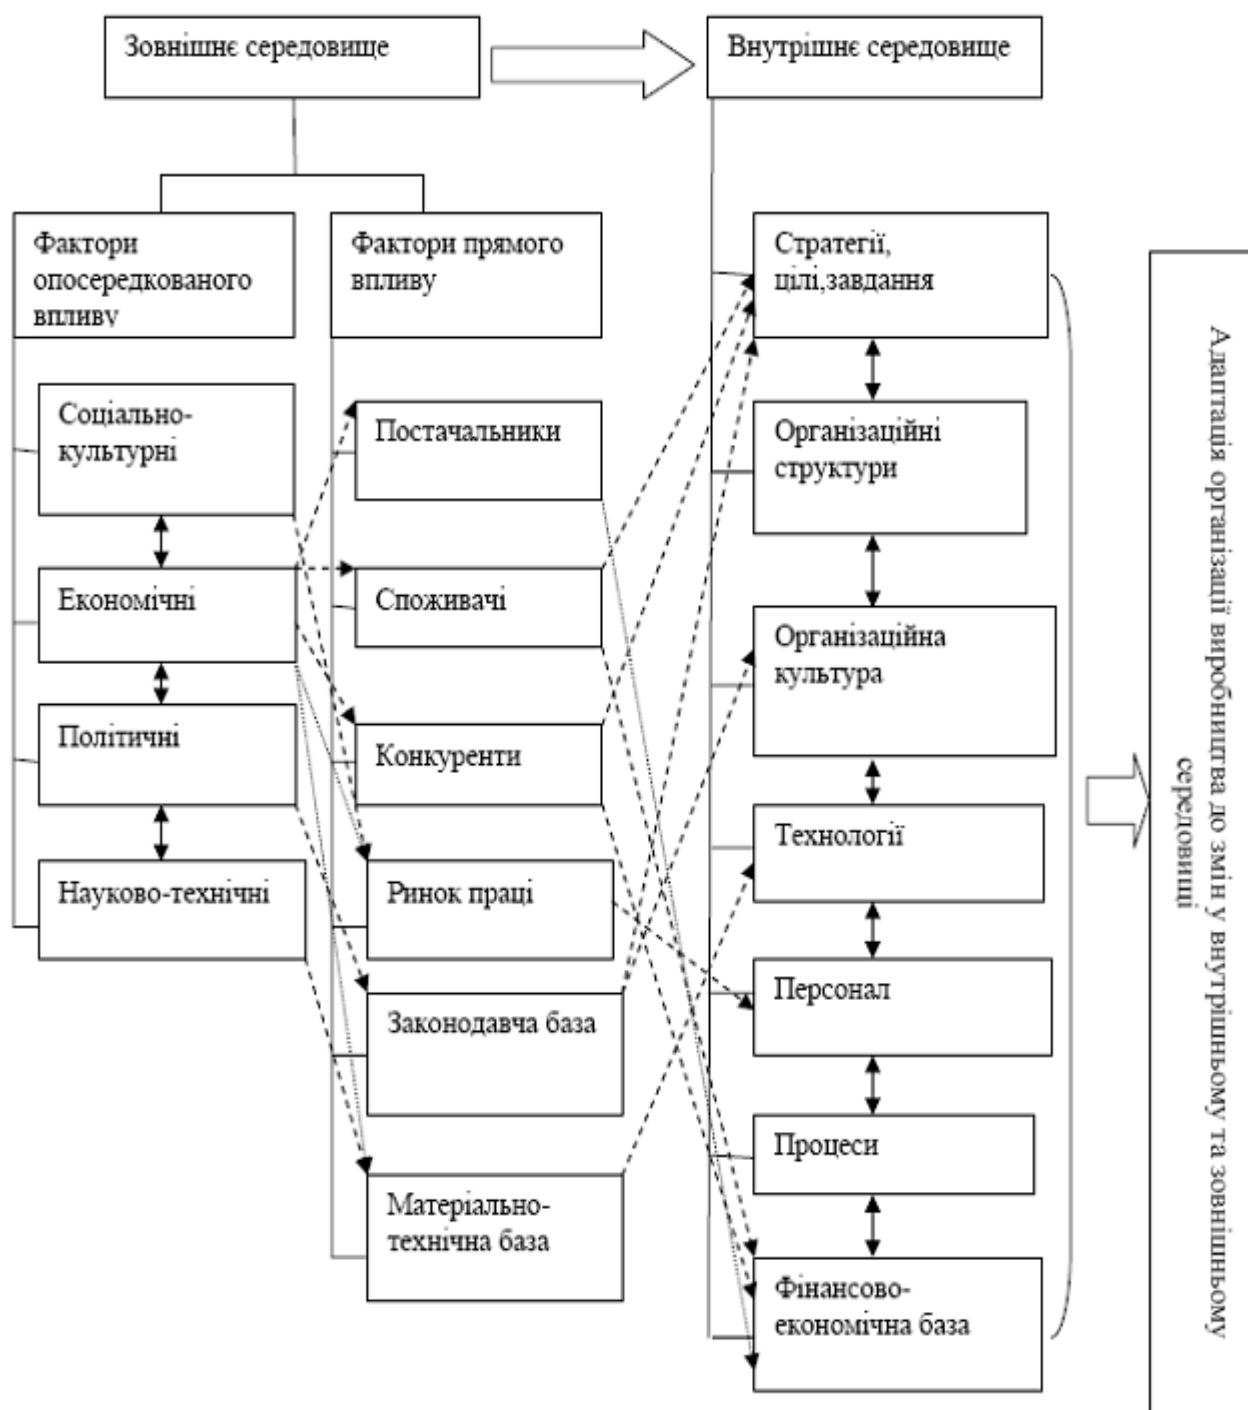 Зовнішнє середовище
Внутрішнє середовище
Фактори
опосередкованого
впливу
Фактори прямого
впливу
Соціально-
культурні
Економічні
Політичні
Науково-технічні
Постачальники
Споживачі
Конкуренти
Ринок праці
Законодавча база
Матеріально-
технічна база
Стратегії,
цілі,завдання
Організаційні
структури
Організаційна
культура
Технології
Персонал
Процеси
Фінансово-
економічна база
Адаптація організації виробництва до змін у внутрішньому та зовнішньому
середовищі